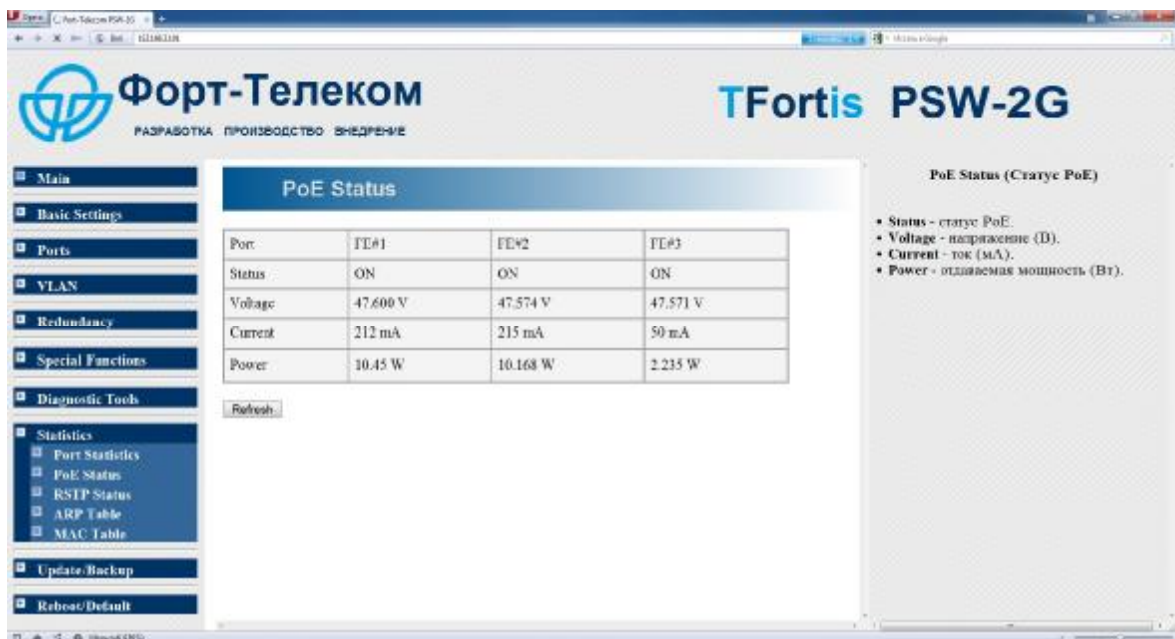 Форт-Телеком
РАЗРАБОТКА ПРОИЗВОДСТВО ВНЕДРЕНИЕ
TFortis PSW-2G
Main
Basic Settings
Ports
VLAN
Redundancy
Special Functions
Diagnostic Tools
Statistics
Port Statistics
PoE Status
RSTP Status
ARP Table
MAC Table
Update/Backup
Reboot/Default
PoE Status
Port FE#1 FE#2 FE#3
Status ON ON ON
Voltage 47.600 V 47.574 V 47.571 V
Current 212 mA 215 mA 50 mA
Power 10.45 W 10.168 W 2.235 W
Refresh
PoE Status (Статус PoE)
• Status - статус PoE.
• Voltage - напряжение (В).
• Current - ток (мА).
• Power - отдаваемая мощность (Вт).